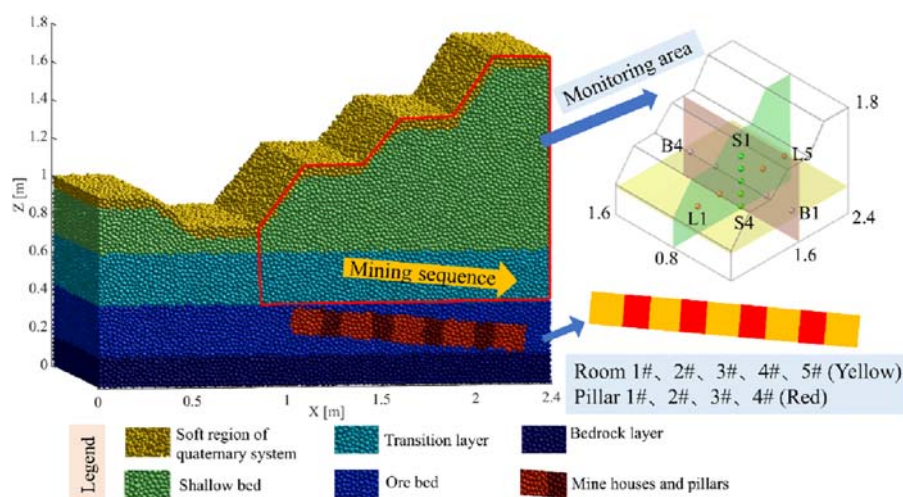 1.8
1.6
1.4
1.2
1.0
0.8
0.6
0.4
0.2
0
Z [m]
0
0.5
1
1.5
2
2.4
X [m]
Mining sequence
Monitoring area
S1
B4
L5
L1
S4
B1
1.8
2.4
1.6
0.8
1.6
Room 1#、2#、3#、4#、5# (Yellow)
Pillar 1#、2#、3#、4# (Red)
Legend
Soft region of
quaternary system
Transition layer
Bedrock layer
Shallow bed
Ore bed
Mine houses and pillars